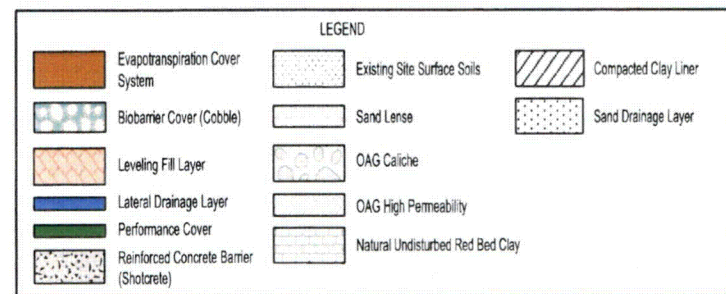 LEGEND
Evapotranspiration Cover
System
Biobarrier Cover (Cobble)
Leveling Fill Layer
Lateral Drainage Layer
Performance Cover
Reinforced Concrete Barrier
(Shotcrete)
Existing Site Surface Soils
Sand Lense
OAG Caliche
OAG High Permeability
Natural Undisturbed Red Bed Clay
Compacted Clay Liner
Sand Drainage Layer